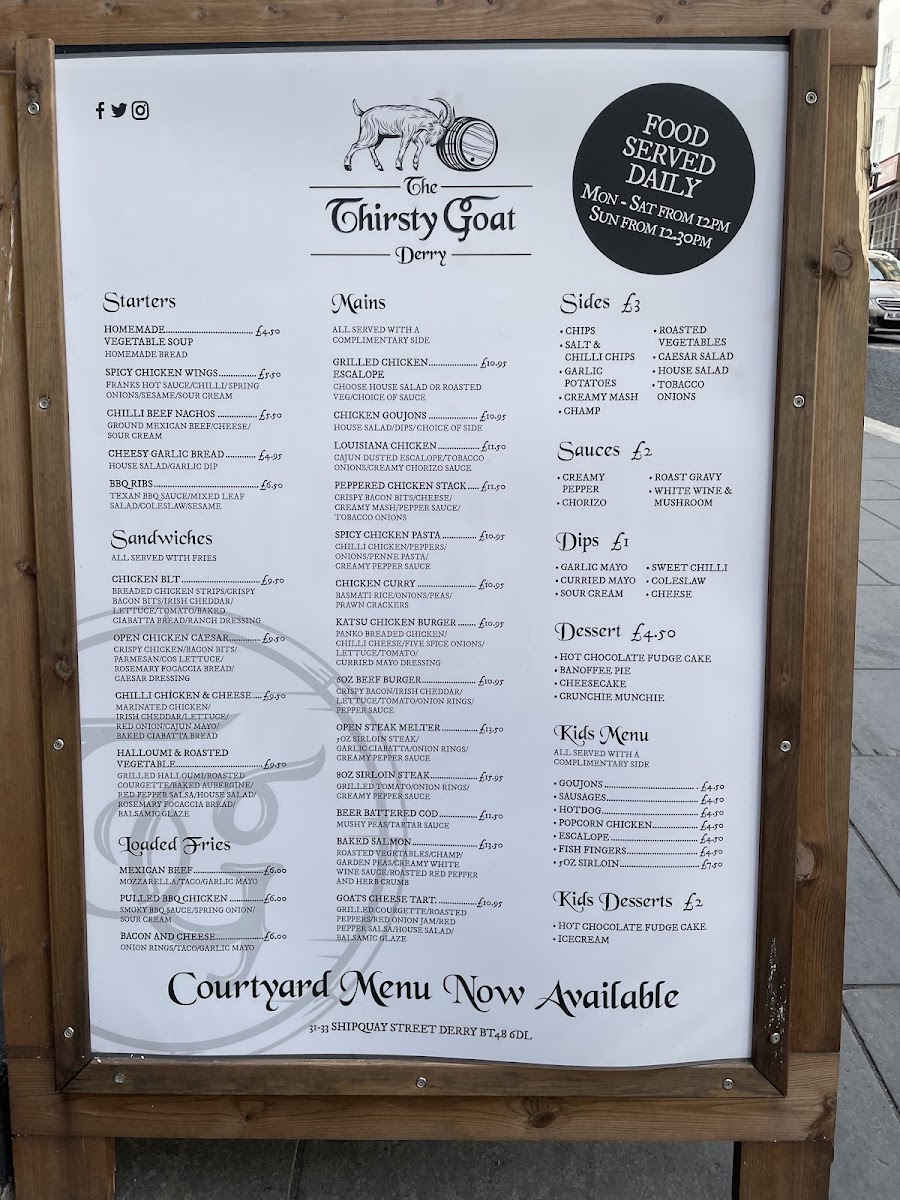 The
Thirsty Goat
Derry
FOOD
SERVED
DAILY
MON - SAT FROM 12PM
SUN FROM 12.30PM
Starters
HOMEMADE............................... £4.50
VEGETABLE SOUP
HOMEMADE BREAD
SPICY CHICKEN WINGS.............. £5.50
FRANKS HOT SAUCE/CHILLI/ SPRING
ONIONS/SESAME/SOUR CREAM
CHILLI BEEF NACHOS .............. £5.50
GROUND MEXICAN BEEF/CHEESE/
SOUR CREAM
CHEESY GARLIC BREAD........... £4.95
HOUSE SALAD/GARLIC DIP
BBQ RIBS..................................... £6.50
TEXAN BBQ SAUCE/MIXED LEAF
SALAD/COLESLAW/SESAME
Sandwiches
ALL SERVED WITH FRIES
CHICKEN BLT............................ £9.50
BREADED CHICKEN STRIPS/CRISPY
BACON BITS/IRISH CHEDDAR/
LETTUCE/TOMATO/BAKED
CIABATTA BREAD/RANCH DRESSING
OPEN CHICKEN CAESAR........... £9.50
CRISPY CHICKEN/BACON BITS/
PARMESAN/COS LETTUCE/
ROSEMARY FOCACCIA BREAD/
CAESAR DRESSING
CHILLI CHICKEN & CHEESE.... £9.50
MARINATED CHICKEN/
IRISH CHEDDAR/LETTUCE/
RED ONION/CAJUN MAYO/
BAKED CIABATTA BREAD
HALLOUMI & ROASTED
VEGETABLE............................... £9.50
GRILLED HALLOUMI/ROASTED
COURGETTE/BAKED AUBERGINE/
RED PEPPER SALSA/HOUSE SALAD/
ROSEMARY FOCACCIA BREAD/
BALSAMIC GLAZE
Loaded Fries
MEXICAN BEEF......................... £6.00
MOZZARELLA/TACO/GARLIC MAYO
PULLED BBQ CHICKEN ............ £6.00
SMOKY BBQ SAUCE/SPRING ONION/
SOUR CREAM
BACON AND CHEESE................ £6.00
ONION RINGS/TACO/GARLIC MAYO
Mains
ALL SERVED WITH A
COMPLIMENTARY SIDE
GRILLED CHICKEN.................. £10.95
ESCALOPE
CHOOSE HOUSE SALAD OR ROASTED
VEG/CHOICE OF SAUCE
CHICKEN GOUJONS .................. £10.95
HOUSE SALAD/DIPS/ CHOICE OF SIDE
LOUISIANA CHICKEN............... £11.50
CAJUN DUSTED ESCALOPE/TOBACCO
ONIONS/CREAMY CHORIZO SAUCE
PEPPERED CHICKEN STACK..... £11.50
CRISPY BACON BITS/CHEESE/
CREAMY MASH/PEPPER SAUCE/
TOBACCO ONIONS
SPICY CHICKEN PASTA ............. £10.95
CHILLI CHICKEN/PEPPERS/
ONIONS/PENNE PASTA/
CREAMY PEPPER SAUCE
CHICKEN CURRY ...................... £10.95
BASMATI RICE/ONIONS/PEAS/
PRAWN CRACKERS
KATSU CHICKEN BURGER....... £10.95
PANKO BREADED CHICKEN/
CHILLI CHEESE/FIVE SPICE ONIONS/
LETTUCE/TOMATO/
CURRIED MAYO DRESSING
6OZ BEEF BURGER..................... £10.95
CRISPY BACON/IRISH CHEDDAR/
LETTUCE/TOMATO/ONION RINGS/
PEPPER SAUCE
OPEN STEAK MELTER .............. £13.50
5OZ SIRLOIN STEAK/
GARLIC CIABATTA/ONION RINGS/
CREAMY PEPPER SAUCE
8OZ SIRLOIN STEAK................. £15.95
GRILLED TOMATO/ONION RINGS/
CREAMY PEPPER SAUCE
BEER BATTERED COD .............. £11.50
MUSHY PEAS/TARTAR SAUCE
BAKED SALMON........................ £13.50
ROASTED VEGETABLES/CHAMP/
GARDEN PEAS/CREAMY WHITE
WINE SAUCE/ROASTED RED PEPPER
AND HERB CRUMB
GOATS CHEESE TART. ............... £10.95
GRILLED COURGETTE/ROASTED
PEPPERS/RED ONION JAM/RED
PEPPER SALSA/HOUSE SALAD/
BALSAMIC GLAZE
Sides £3
• CHIPS
• SALT &
CHILLI CHIPS
• GARLIC
POTATOES
• CREAMY MASH
• CHAMP
• ROASTED
VEGETABLES
• CAESAR SALAD
• HOUSE SALAD
• TOBACCO
ONIONS
Sauces £2
• CREAMY
PEPPER
• CHORIZO
• ROAST GRAVY
• WHITE WINE &
MUSHROOM
Dips £1
• GARLIC MAYO
• CURRIED MAYO
• SOUR CREAM
• SWEET CHILLI
• COLESLAW
• CHEESE
Dessert £4.50
• HOT CHOCOLATE FUDGE CAKE
• BANOFFEE PIE
• CHEESECAKE
• CRUNCHIE MUNCHIE
Kids Menu
ALL SERVED WITH A
COMPLIMENTARY SIDE
• GOUJONS.............................. . £4.50
• SAUSAGES.............................. £4.50
• HOTDOG................................ £4.50
• POPCORN CHICKEN............... £4.50
• ESCALOPE ............................. £4.50
• FISH FINGERS........................ £4.50
• 5OZ SIRLOIN.......................... £7.50
Kids Desserts £2
• HOT CHOCOLATE FUDGE CAKE
• ICECREAM
Courtyard Menu Now Available
31-33 SHIPQUAY STREET DERRY BT48 6DL